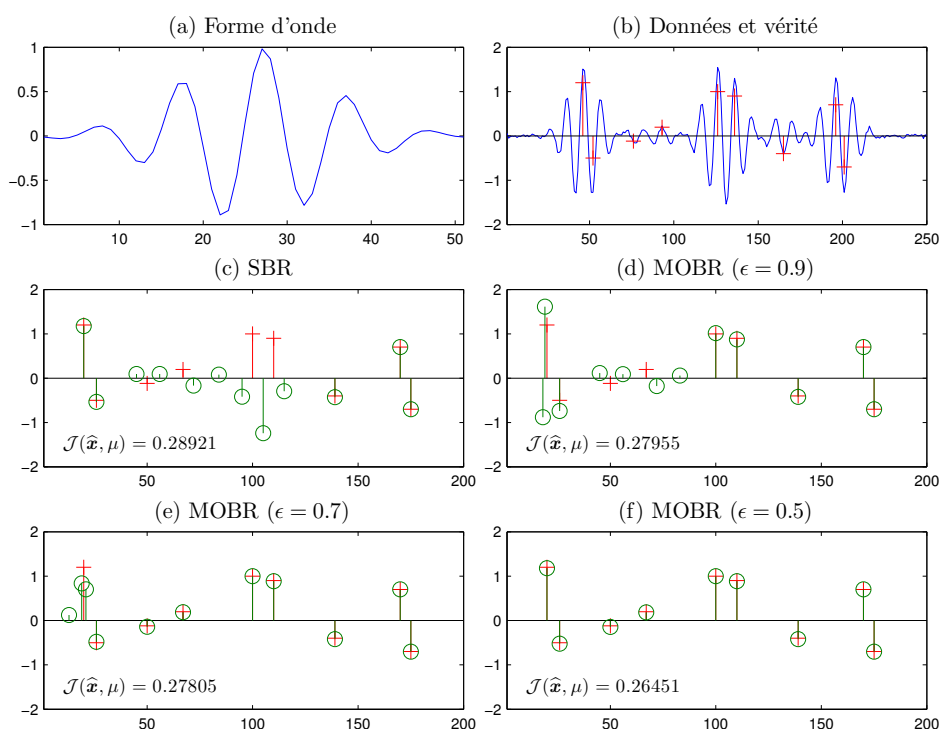 (a) Forme d'onde
1
0.5
0
−0.5
−1
10 20 30 40 50
(b) Données et vérité
2
1
0
−1
−2
50 100 150 200 250
(c) SBR
2
1
0
−1
−2
50 100 150 200
𝒥(x̂, μ) = 0.28921
(d) MOBR (ϵ = 0.9)
2
1
0
−1
−2
50 100 150 200
𝒥(x̂, μ) = 0.27955
(e) MOBR (ϵ = 0.7)
2
1
0
−1
−2
50 100 150 200
𝒥(x̂, μ) = 0.27805
(f) MOBR (ϵ = 0.5)
2
1
0
−1
−2
50 100 150 200
𝒥(x̂, μ) = 0.26451